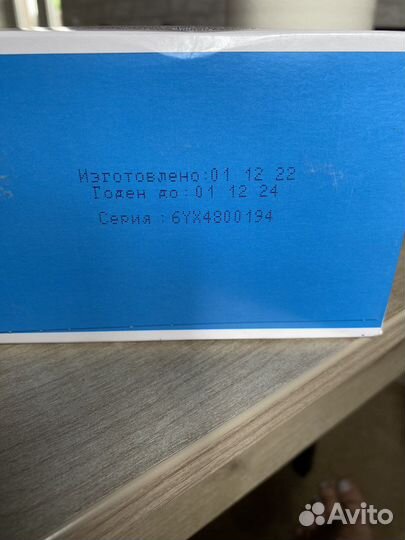 Изготовлено:01 12 22
Годен до:01 12 24
Серия :6YX4800194
Avito